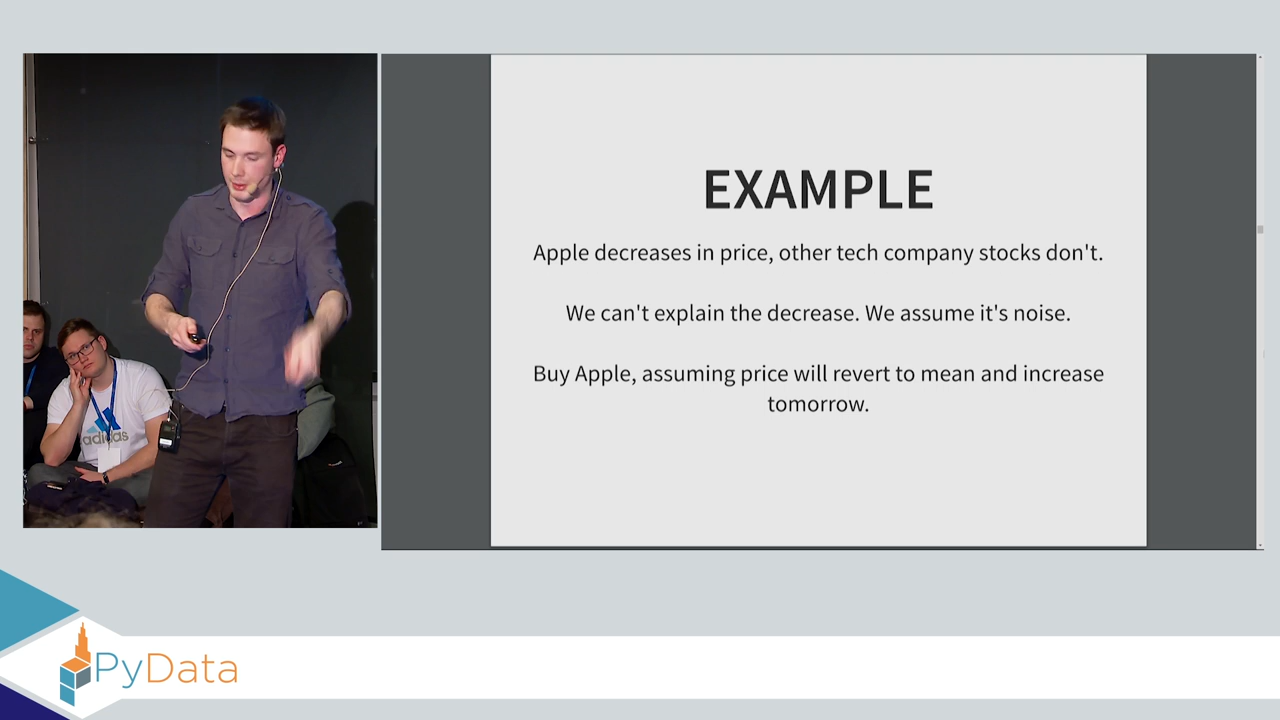 EXAMPLE
Apple decreases in price, other tech company stocks don't.
We can't explain the decrease. We assume it's noise.
Buy Apple, assuming price will revert to mean and increase
tomorrow.
adidas
PyData